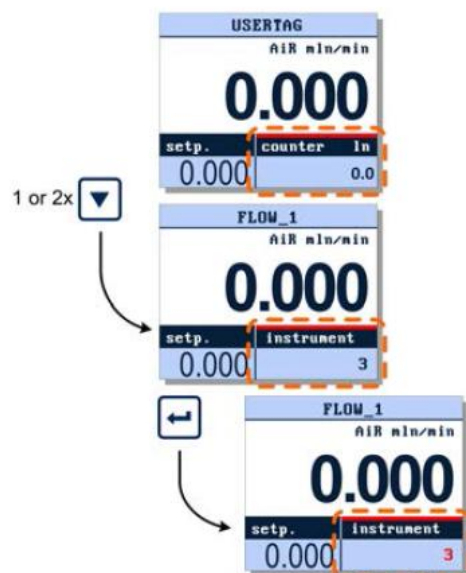 USERTAG
AiR mln/min
0.000
setp. counter ln
0.000 0.0
1 or 2x
FLOW_1
AiR mln/min
0.000
setp. instrument
0.000 3
FLOW_1
AiR mln/min
0.000
setp. instrument
0.000 3